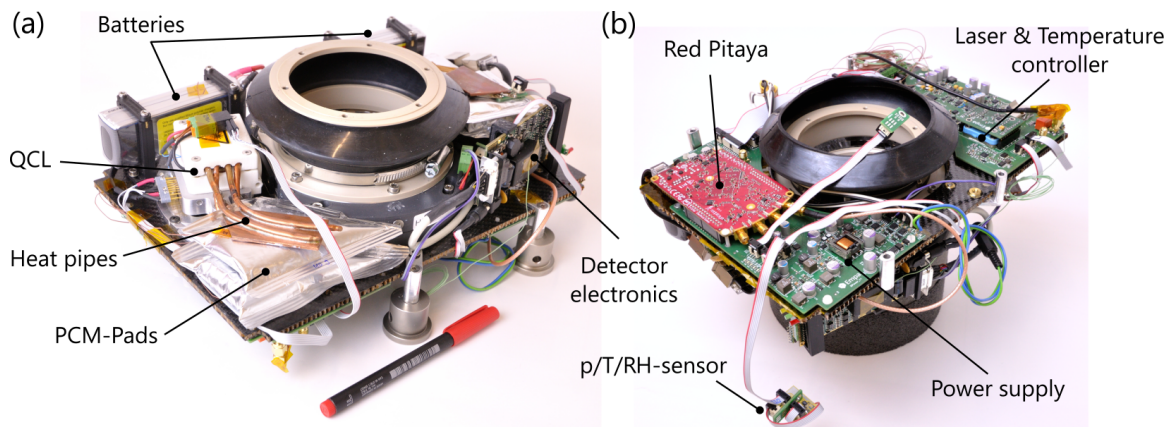 (a)
Batteries
QCL
Heat pipes
PCM-Pads
Detector
electronics
(b)
Red Pitaya
Laser & Temperature
controller
p/T/RH-sensor
Power supply